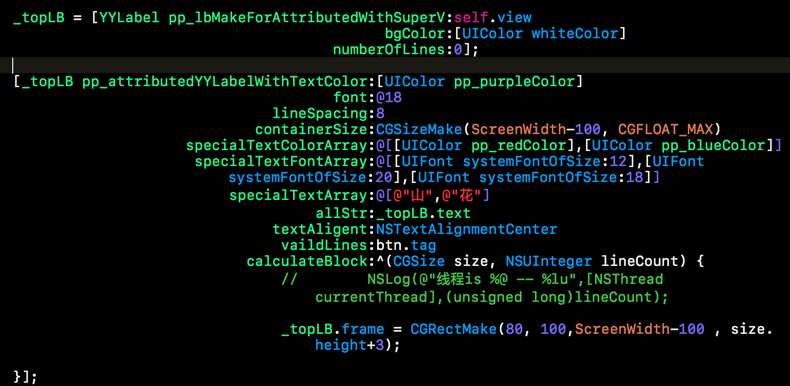 _topLB = [YYLabel pp_lbMakeForAttributedWithSuperV:self.view
bgColor:[UIColor whiteColor]
numberOfLines:0];
[_topLB pp_attributedYYLabelWithTextColor:[UIColor pp_purpleColor]
font:@18
lineSpacing:8
containerSize:CGSizeMake(ScreenWidth-100, CGFLOAT_MAX)
specialTextColorArray:@[[UIColor pp_redColor],[UIColor pp_blueColor]]
specialTextFontArray:@[[UIFont systemFontOfSize:12],[UIFont
systemFontOfSize:20],[UIFont systemFontOfSize:18]]
specialTextArray:@[@"山",@"花"]
allStr:_topLB.text
textAligent:NSTextAlignmentCenter
vaildLines:btn.tag
calculateBlock:^(CGSize size, NSUInteger lineCount) {
// NSLog(@"线程is %@ -- %lu",[NSThread
currentThread],(unsigned long)lineCount);
_topLB.frame = CGRectMake(80, 100,ScreenWidth-100 , size.
height+3);
}];